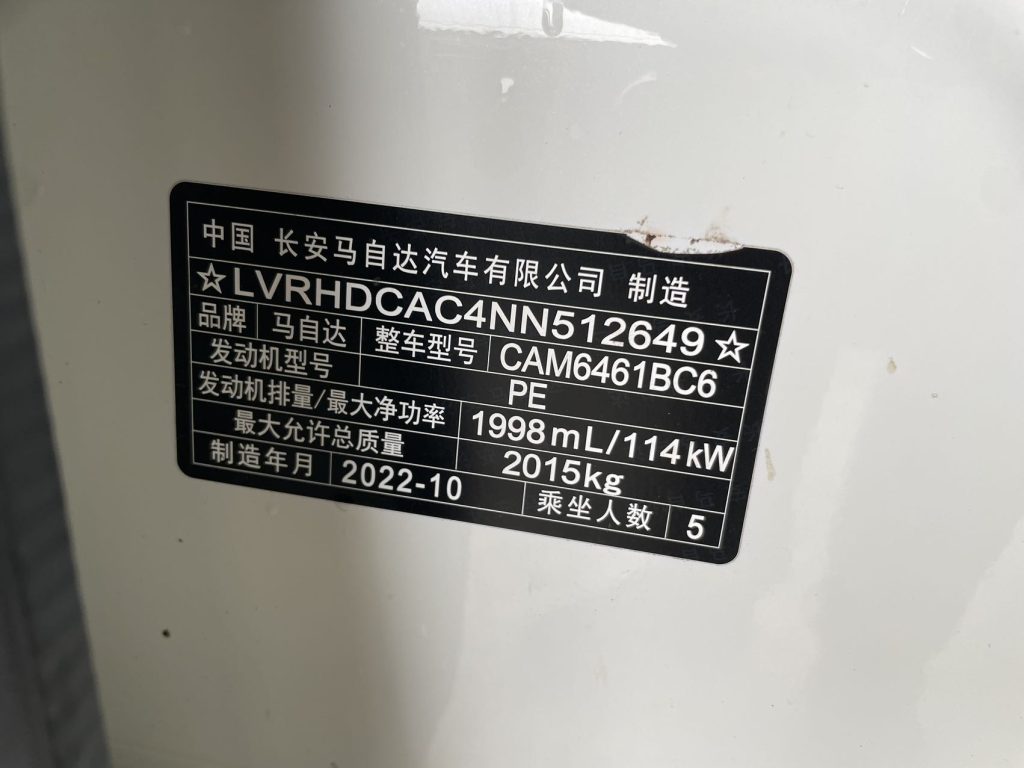 中国 长安马自达汽车有限公司 制造
☆LVRHDCAC4NN512649☆
品牌 马自达 整车型号 CAM6461BC6
发动机型号 PE
发动机排量/最大净功率 1998mL/114kW
最大允许总质量 2015kg
制造年月 2022-10 乘坐人数 5